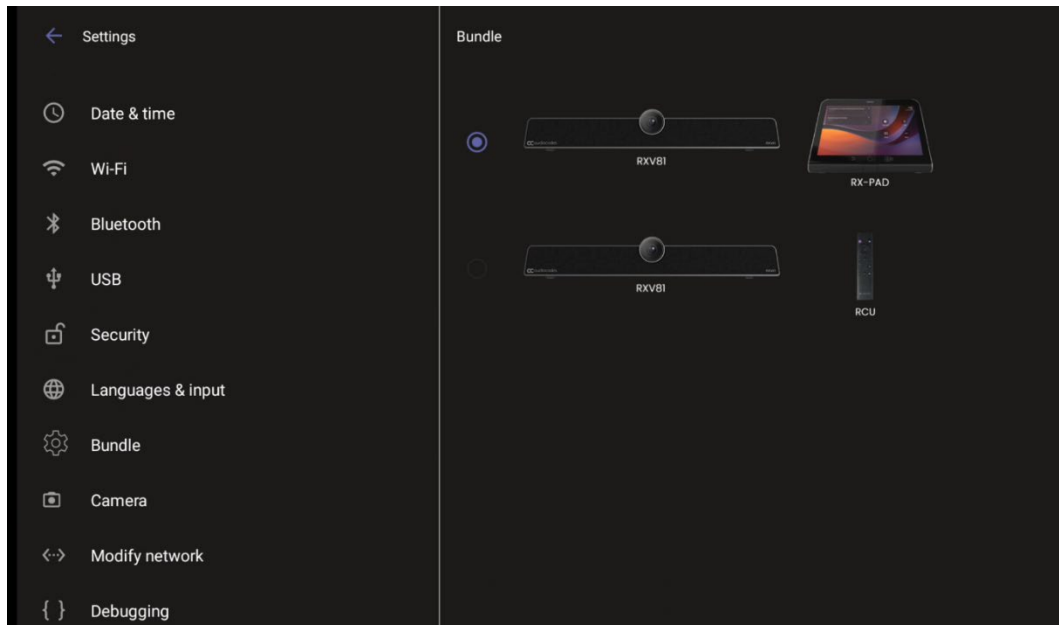 Settings
Date & time
Wi-Fi
Bluetooth
USB
Security
Languages & input
Bundle
Camera
Modify network
Debugging
Bundle
RXV81
RX-PAD
RXV81
RCU